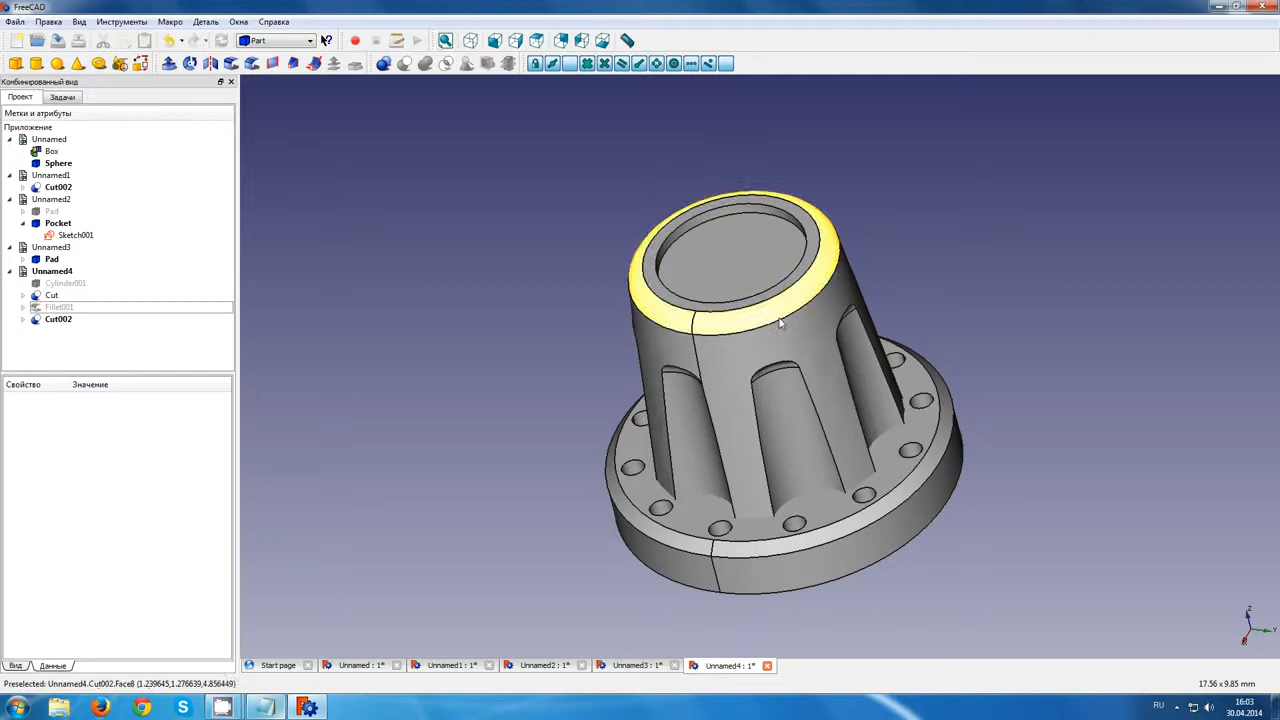 FreeCAD
Файл Правка Вид Инструменты Макро Деталь Окна Справка
Part
Комбинированный вид
Проект Задачи
Метки и атрибуты
Приложение
Unnamed
Box
Sphere
Unnamed1
Cut002
Unnamed2
Pad
Pocket
Sketch001
Unnamed3
Pad
Unnamed4
Cylinder001
Cut
Fillet001
Cut002
Свойство Значение
Z
Y
Вид Данные
Start page Unnamed : 1* Unnamed1 : 1* Unnamed2 : 1* Unnamed3 : 1* Unnamed4 : 1*
Preselected: Unnamed4.Cut002.Face8 (1.239645,1.276639,4.856449) 17.56 x 9.85 mm
RU 16:03
30.04.2014